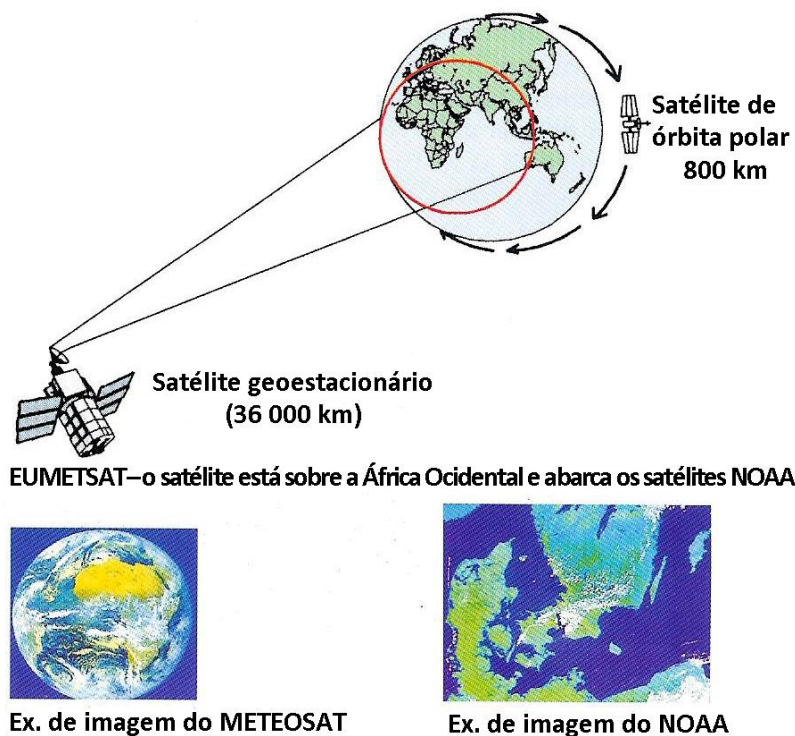 Satélite de
órbita polar
800 km
Satélite geoestacionário
(36 000 km)
EUMETSAT–o satélite está sobre a África Ocidental e abarca os satélites NOAA
Ex. de imagem do METEOSAT
Ex. de imagem do NOAA